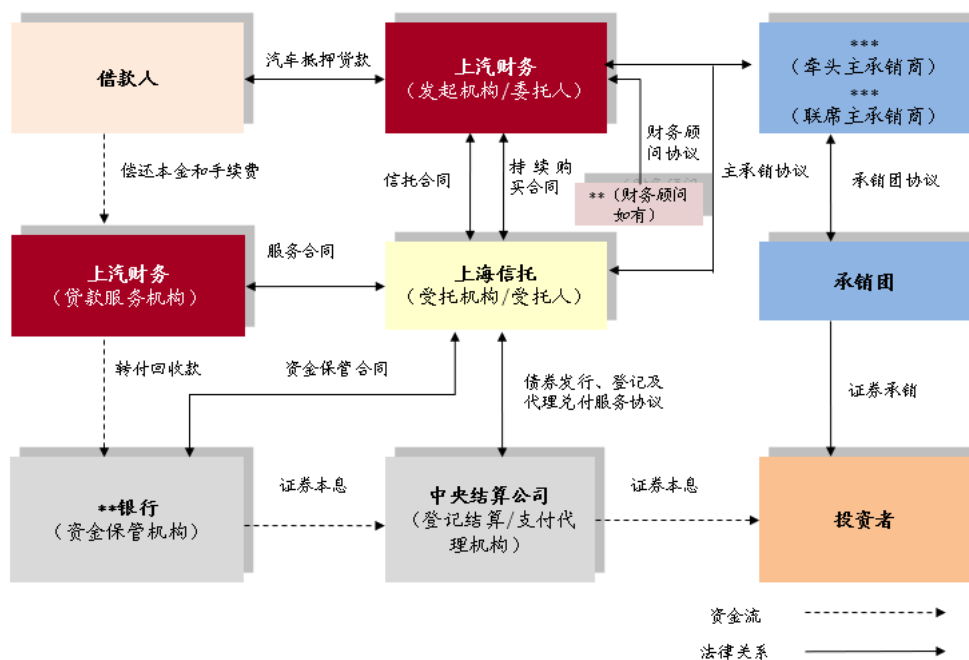 借款人
汽车抵押贷款
上汽财务
(发起机构/委托人)
***
(牵头主承销商)
***
(联席主承销商)
偿还本金和手续费
信托合同
持续购
买合同
财务顾
问协议
**（财务顾问
如有）
主承销协议
承销团协议
上汽财务
(贷款服务机构)
服务合同
上海信托
(受托机构/受托人)
承销团
转付回收款
资金保管合同
债券发行、登记及
代理兑付服务协议
证券承销
**银行
(资金保管机构)
证券本息
中央结算公司
(登记结算/支付代
理机构)
证券本息
投资者
资金流
法律关系